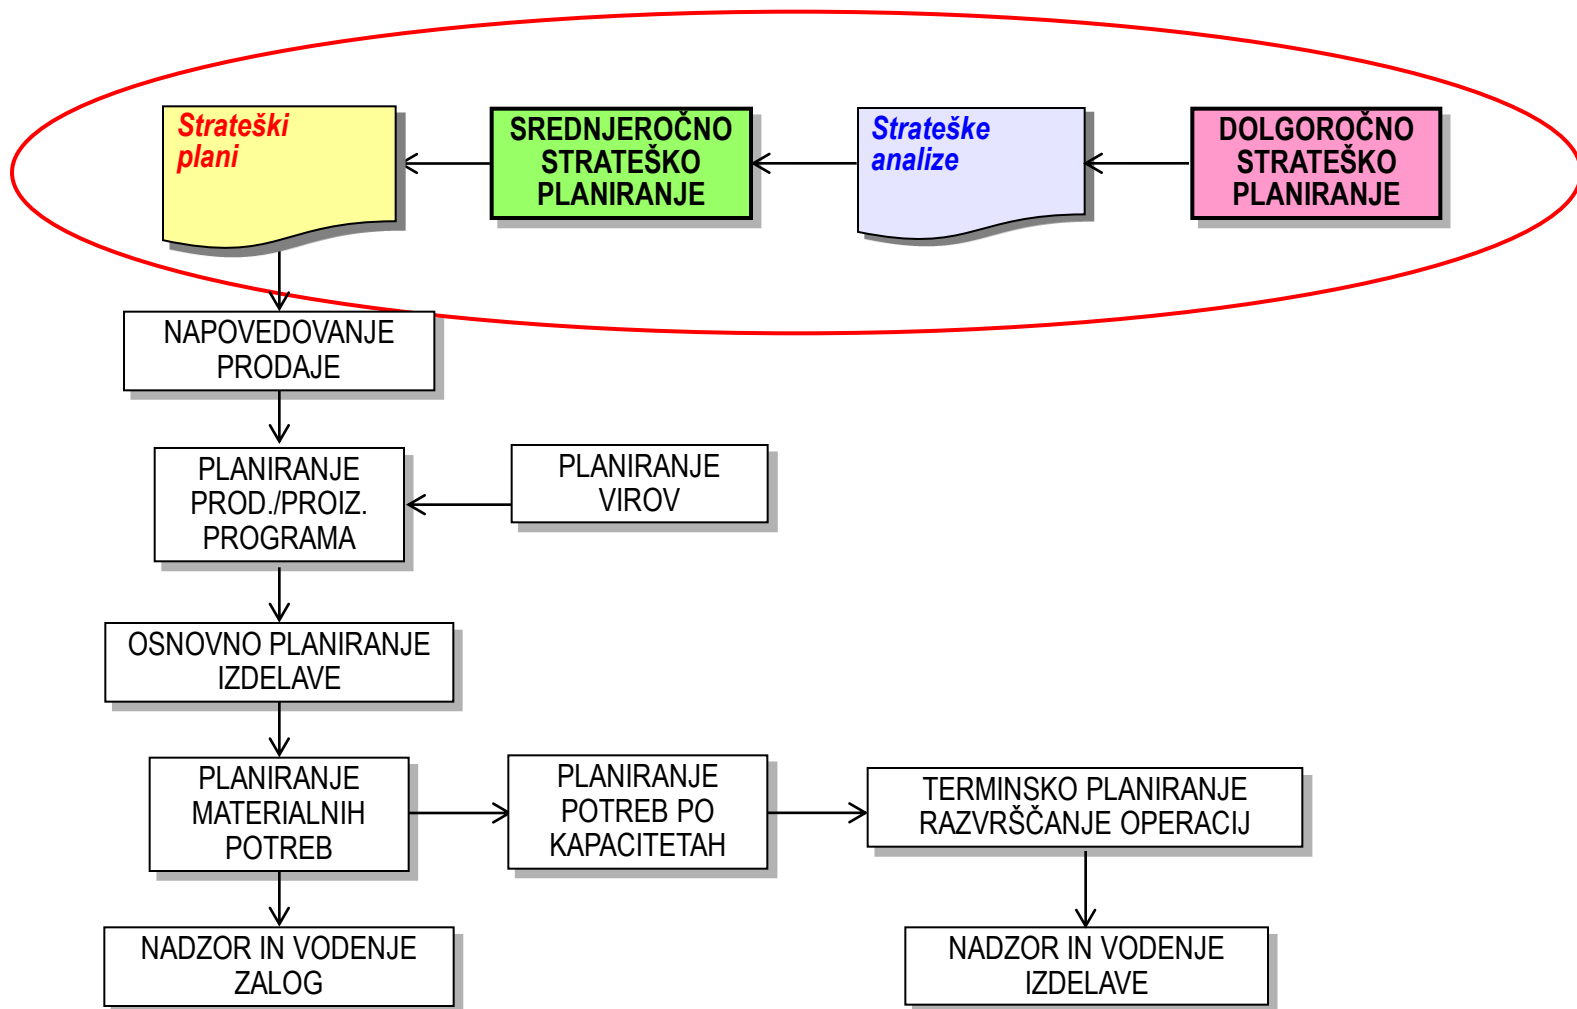 Strateški
plani
SREDNJEROČNO
STRATEŠKO
PLANIRANJE
Strateške
analize
DOLGOROČNO
STRATEŠKO
PLANIRANJE
NAPOVEDOVANJE
PRODAJE
PLANIRANJE
PROD./PROIZ.
PROGRAMA
PLANIRANJE
VIROV
OSNOVNO PLANIRANJE
IZDELAVE
PLANIRANJE
MATERIALNIH
POTREB
PLANIRANJE
POTREB PO
KAPACITETAH
TERMINSKO PLANIRANJE
RAZVRŠČANJE OPERACIJ
NADZOR IN VODENJE
ZALOG
NADZOR IN VODENJE
IZDELAVE